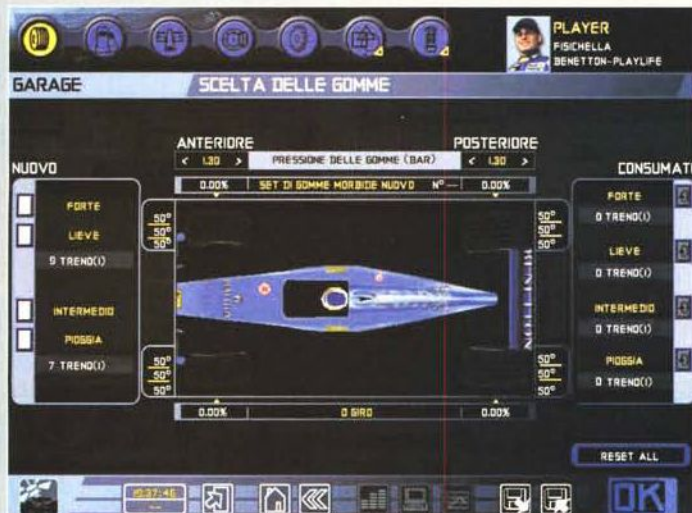 PLAYER
FISICHELLA
BENETTON-PLAYLIFE
GARAGE
SCELTA DELLE GOMME
ANTERIORE
POSTERIORE
< 1.30 >
PRESSIONE DELLE GOMME (BAR)
< 1.30 >
0.00%
SET DI GOMME MORBIDE NUOVO N° ---
0.00%
NUOVO
FORTE
LIEVE
9 TRENO(I)
INTERMEDIO
PIOGGIA
7 TRENO(I)
50°
50°
50°
50°
50°
50°
50°
50°
50°
50°
50°
50°
BENETTON
CONSUMATI
FORTE
0 TRENO(I)
LIEVE
0 TRENO(I)
INTERMEDIO
0 TRENO(I)
PIOGGIA
0 TRENO(I)
0.00%
0 GIRO
0.00%
RESET ALL
OK